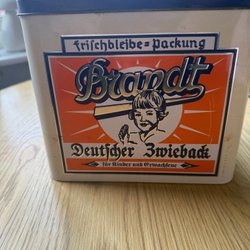 Frischbleibe=Packung
Brandt
Deutscher Zwieback
für Kinder und Erwachsene